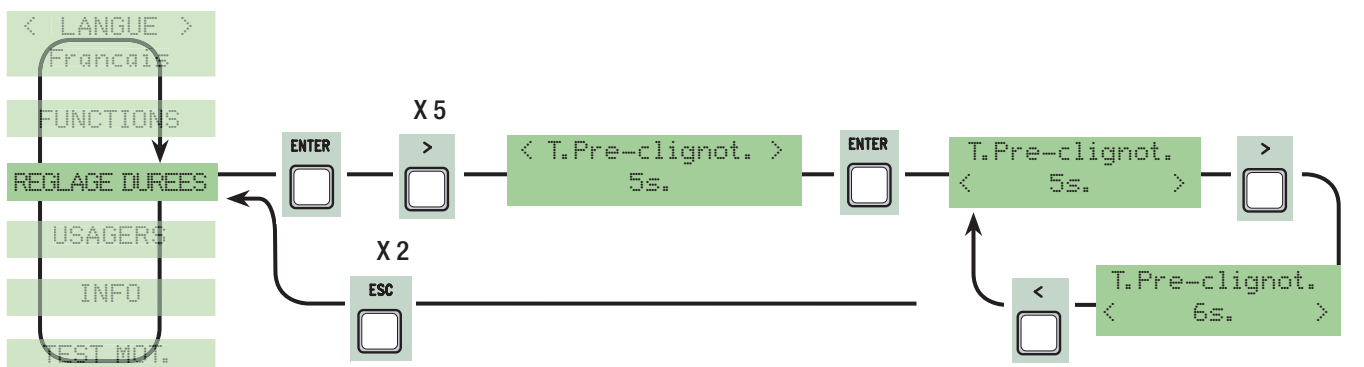 < LANGUE >
Francais
FUNCTIONS
REGLAGE DUREES
USAGERS
INFO
TEST MOT.
ENTER
X 5
>
< T.Pre-clignot. >
5s.
ENTER
T.Pre-clignot.
< 5s. >
>
T.Pre-clignot.
< 6s. >
<
X 2
ESC